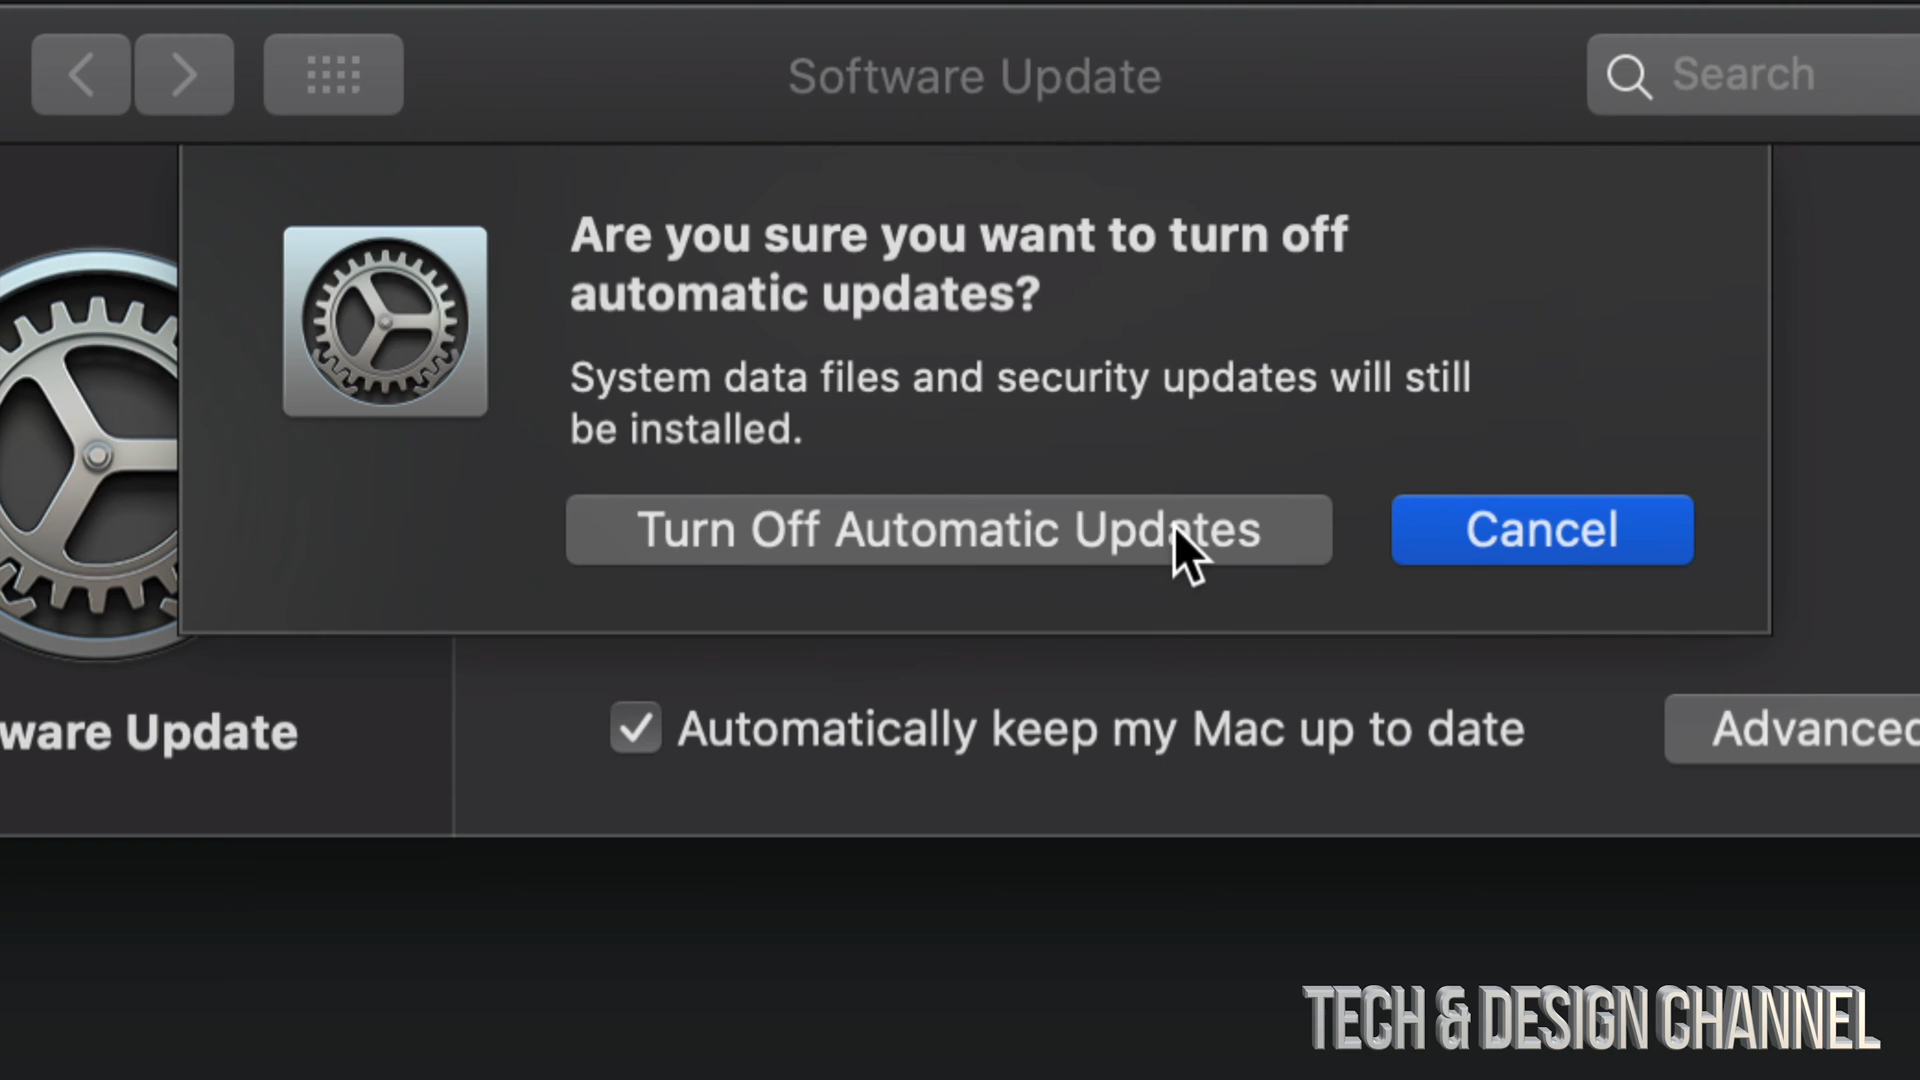 Software Update
Search
Are you sure you want to turn off
automatic updates?
System data files and security updates will still
be installed.
Turn Off Automatic Updates
Cancel
ware Update
Automatically keep my Mac up to date
Advanced
TECH & DESIGN CHANNEL